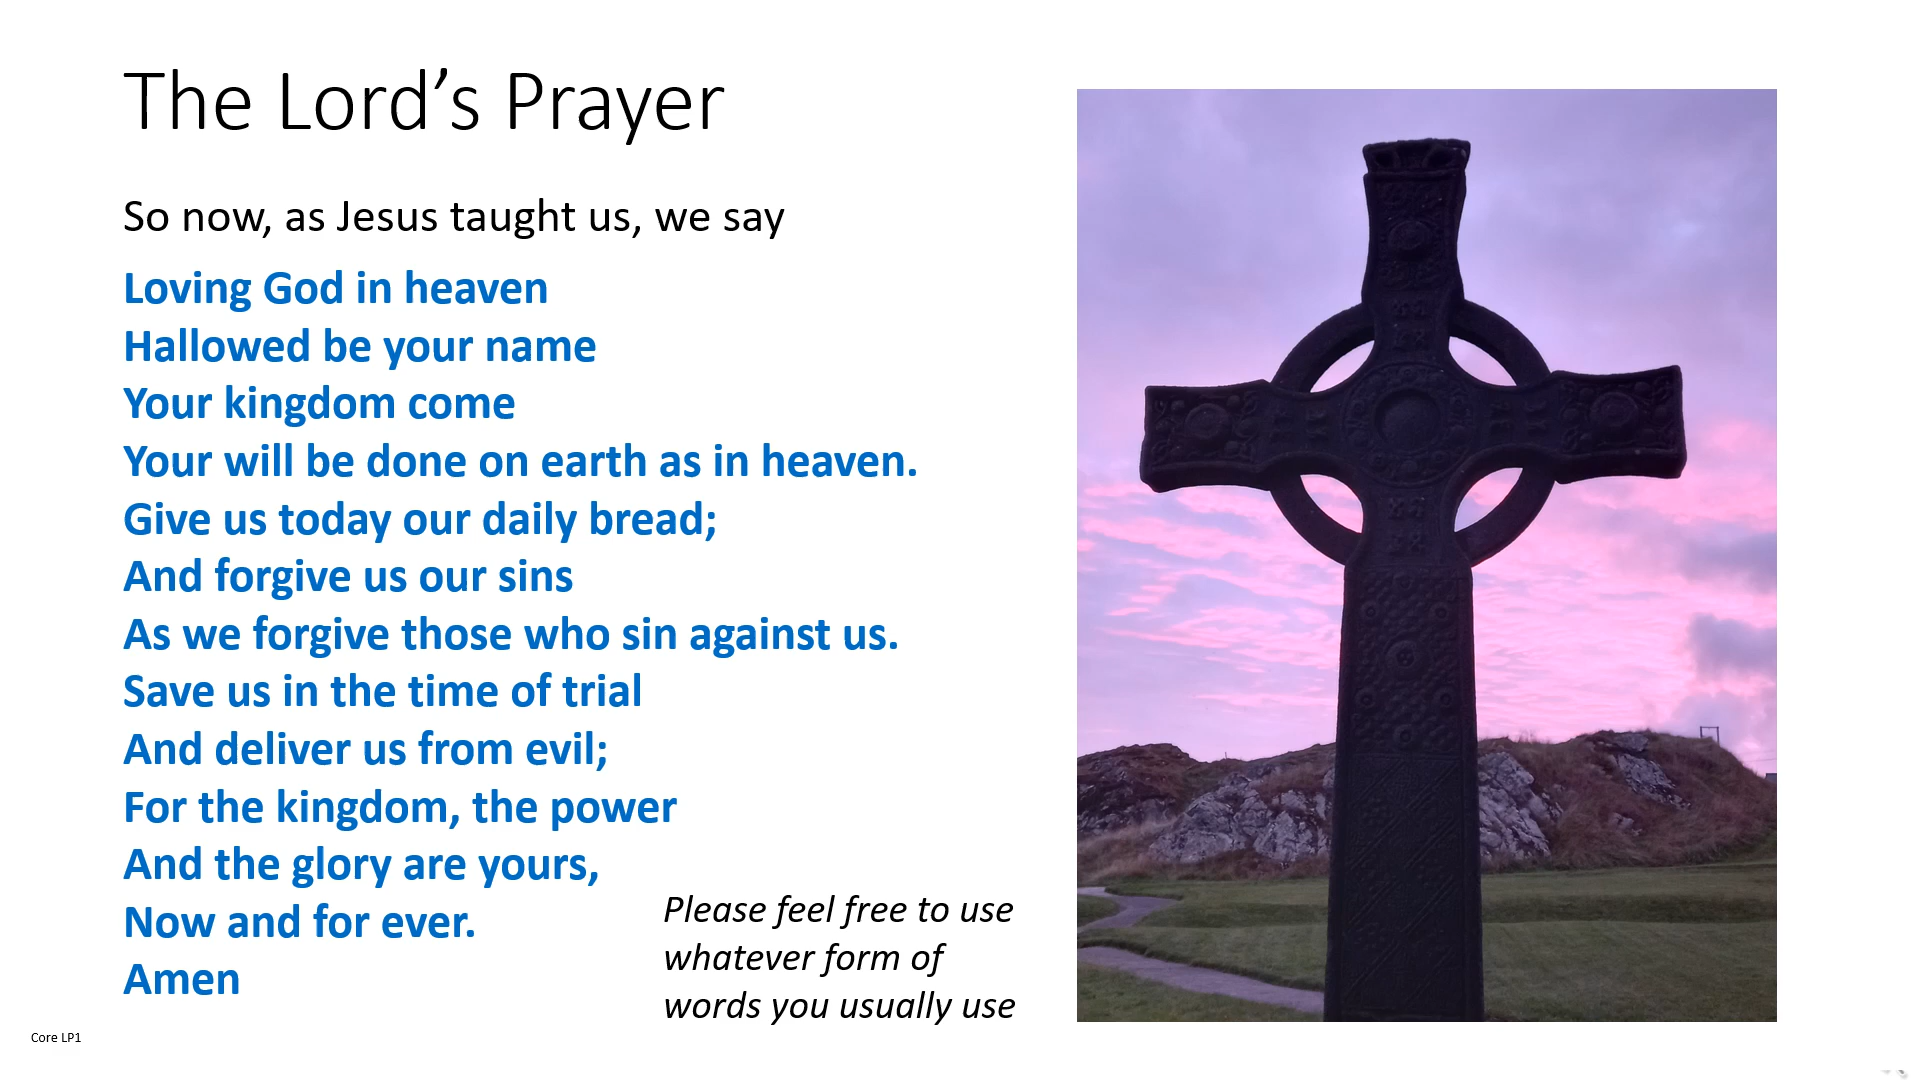 The Lord’s Prayer
So now, as Jesus taught us, we say
Loving God in heaven
Hallowed be your name
Your kingdom come
Your will be done on earth as in heaven.
Give us today our daily bread;
And forgive us our sins
As we forgive those who sin against us.
Save us in the time of trial
And deliver us from evil;
For the kingdom, the power
And the glory are yours,
Now and for ever.
Amen
Please feel free to use
whatever form of
words you usually use
Core LP1